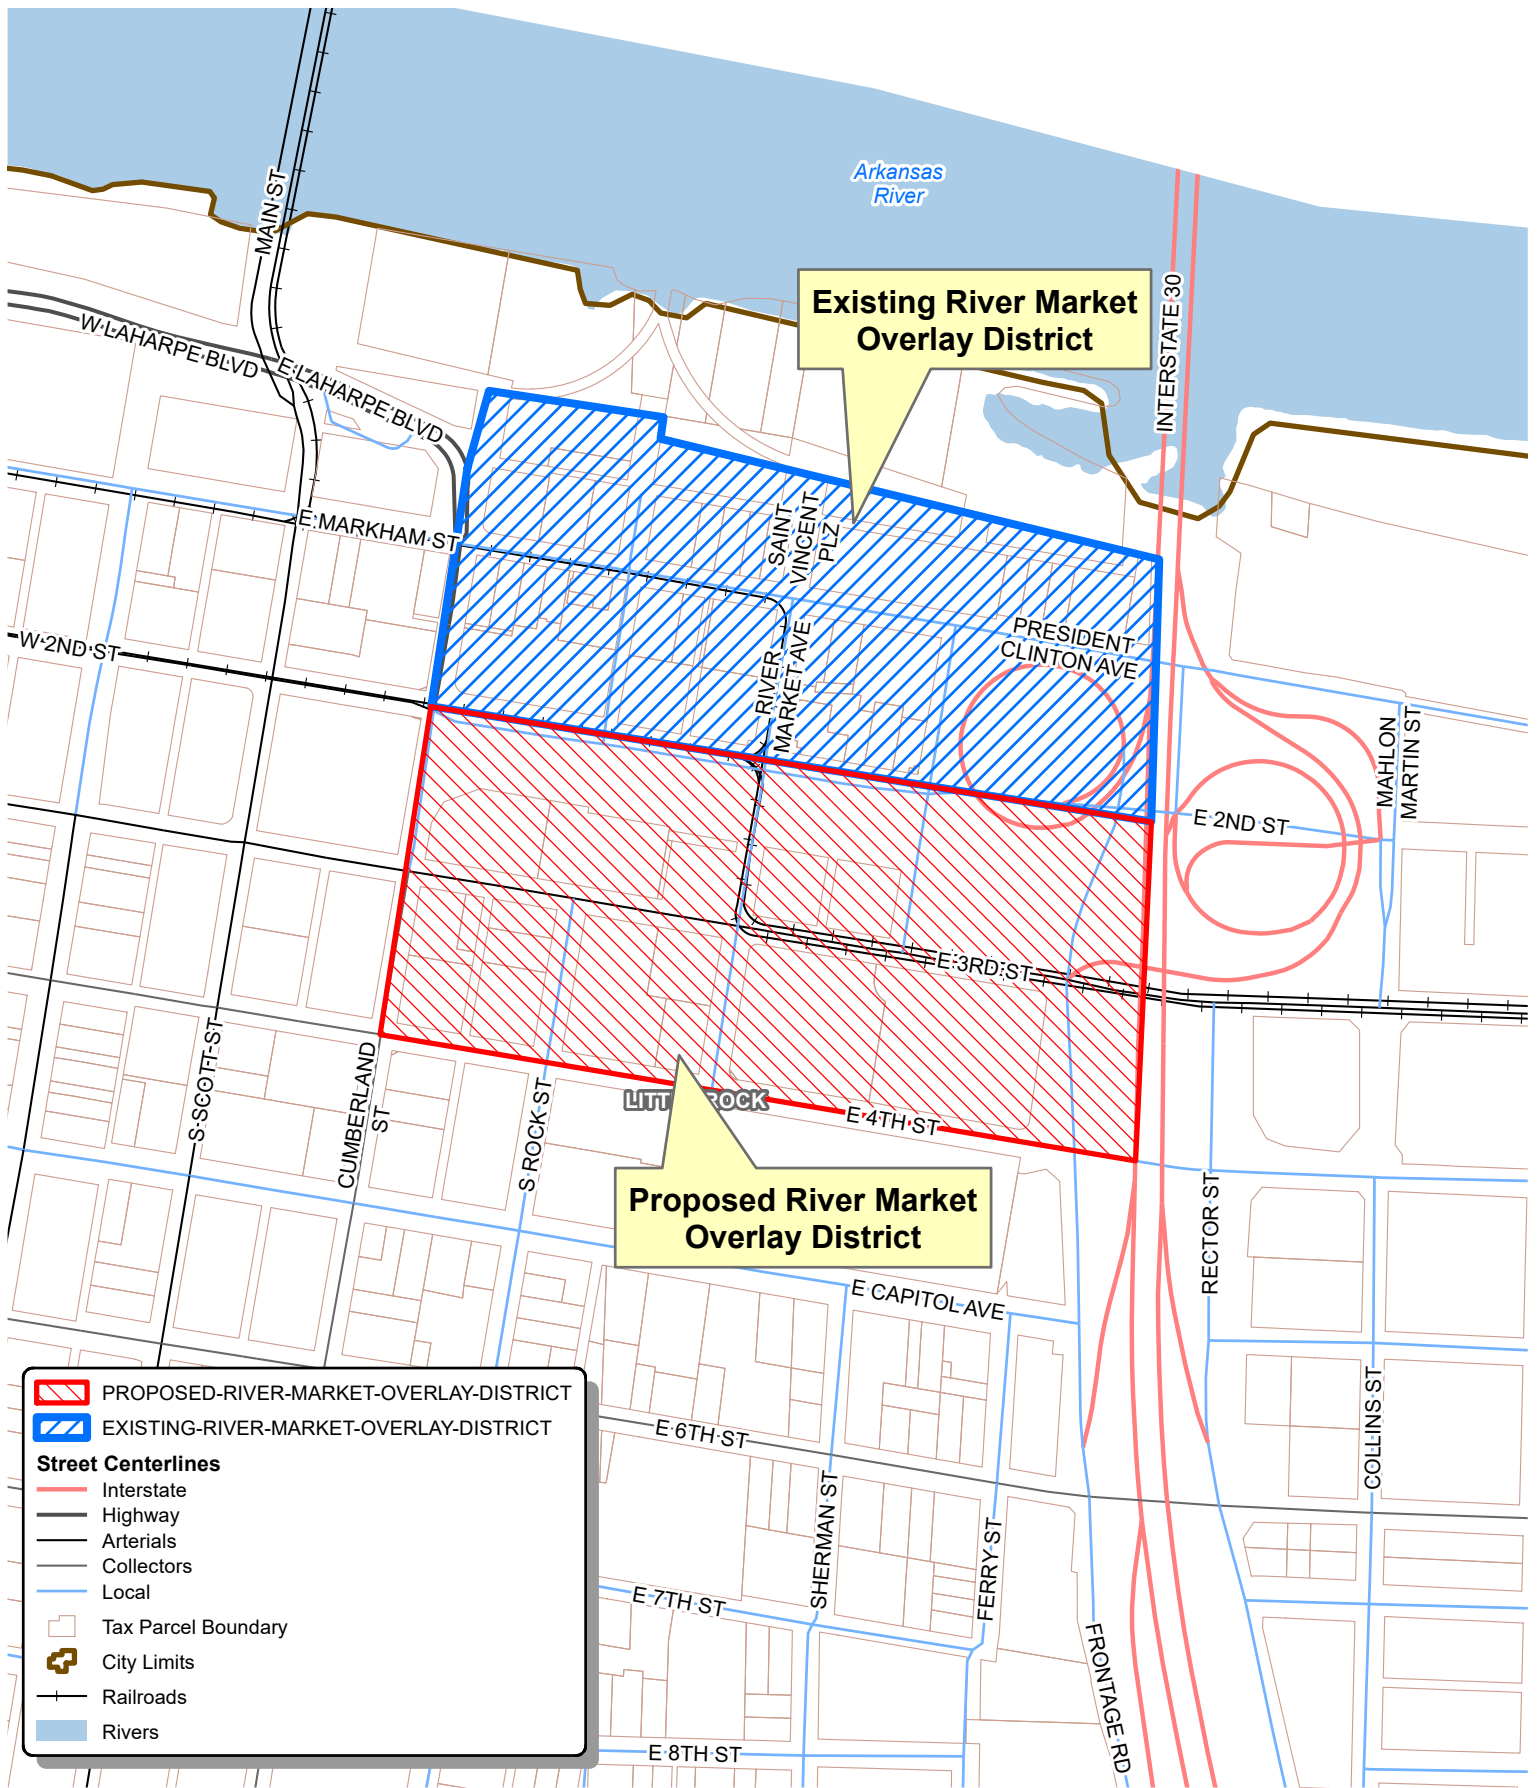 Arkansas
River
MAIN ST
INTERSTATE 30
Existing River Market
Overlay District
W LAHARPE BLVD
E LAHARPE BLVD
E MARKHAM ST
SAINT
VINCENT
PLZ
W 2ND ST
PRESIDENT
CLINTON AVE
RIVER
MARKET AVE
MAHLON
MARTIN ST
E 2ND ST
E 3RD ST
S SCOTT ST
CUMBERLAND
ST
S ROCK ST
E 4TH ST
Proposed River Market
Overlay District
RECTOR ST
E CAPITOL AVE
COLLINS ST
E 6TH ST
SHERMAN ST
FERRY ST
E 7TH ST
FRONTAGE RD
E 8TH ST
PROPOSED-RIVER-MARKET-OVERLAY-DISTRICT
EXISTING-RIVER-MARKET-OVERLAY-DISTRICT
Street Centerlines
Interstate
Highway
Arterials
Collectors
Local
Tax Parcel Boundary
City Limits
Railroads
Rivers